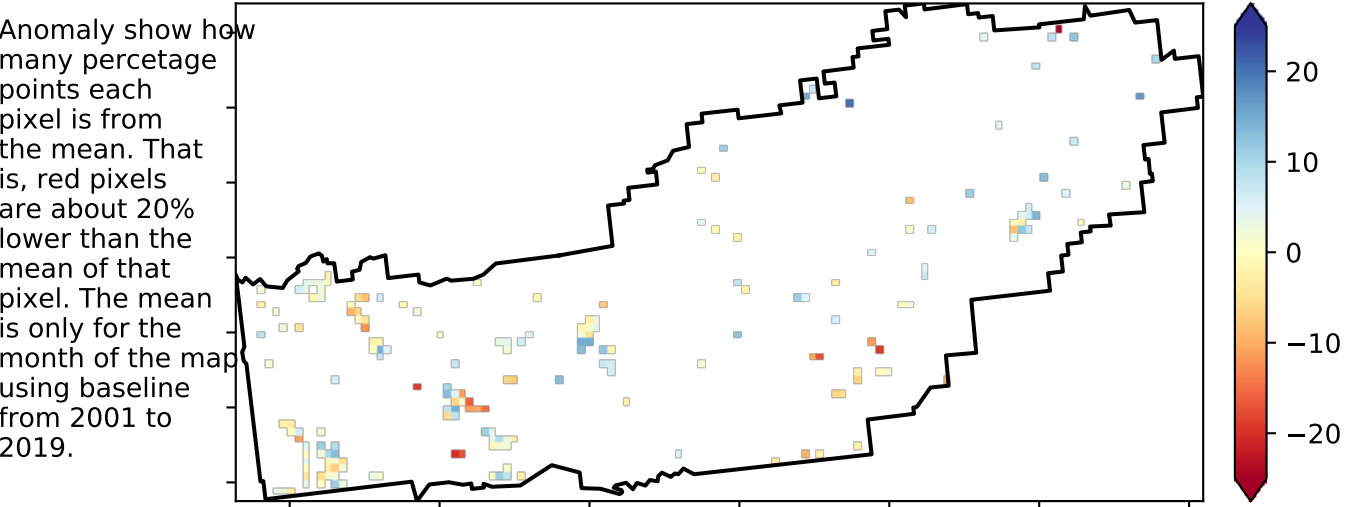 Anomaly show how
many percetage
points each
pixel is from
the mean. That
is, red pixels
are about 20%
lower than the
mean of that
pixel. The mean
is only for the
month of the map
using baseline
from 2001 to
2019.
20
10
0
−10
−20